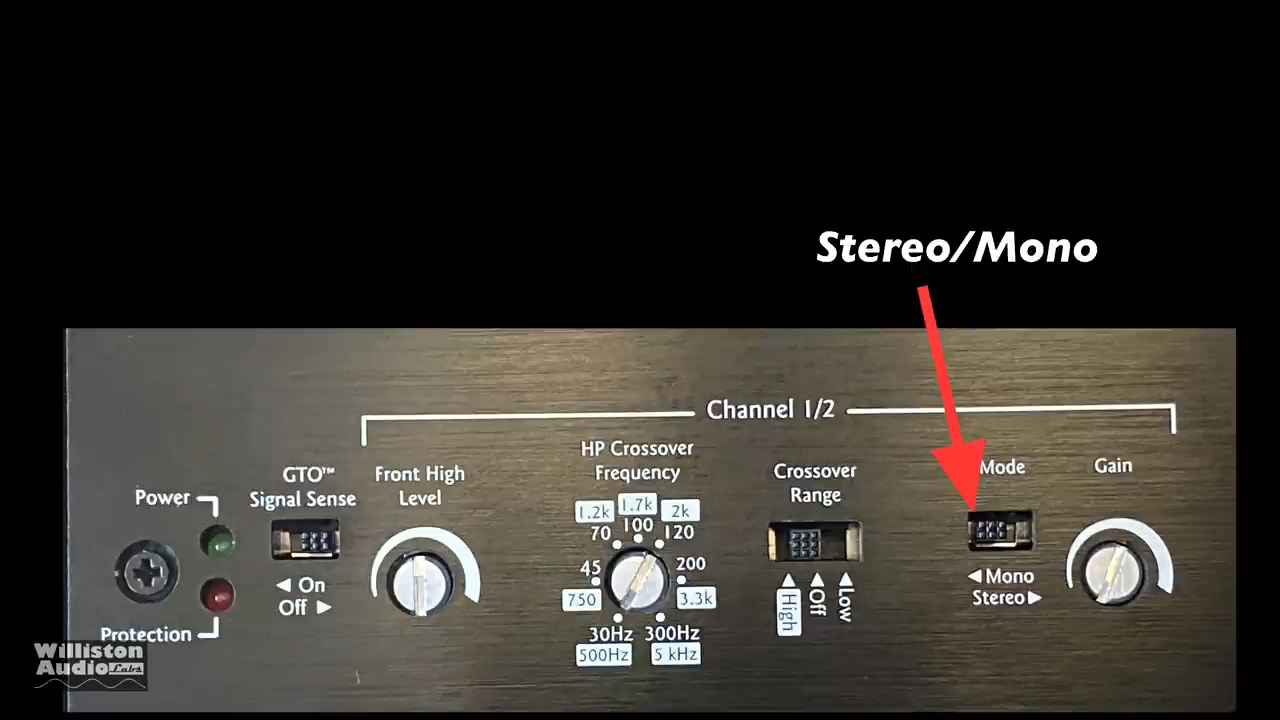 Stereo/Mono
Channel 1/2
HP Crossover
Frequency
GTO™
Signal Sense
Front High
Level
Crossover
Range
Mode
Gain
Power
1.2k
1.7k
2k
70
100
120
45
200
750
3.3k
30Hz
300Hz
500Hz
5 kHz
◄ On
Off ►
High
Off
Low
◄Mono
Stereo►
Protection
Williston
Audio Labs